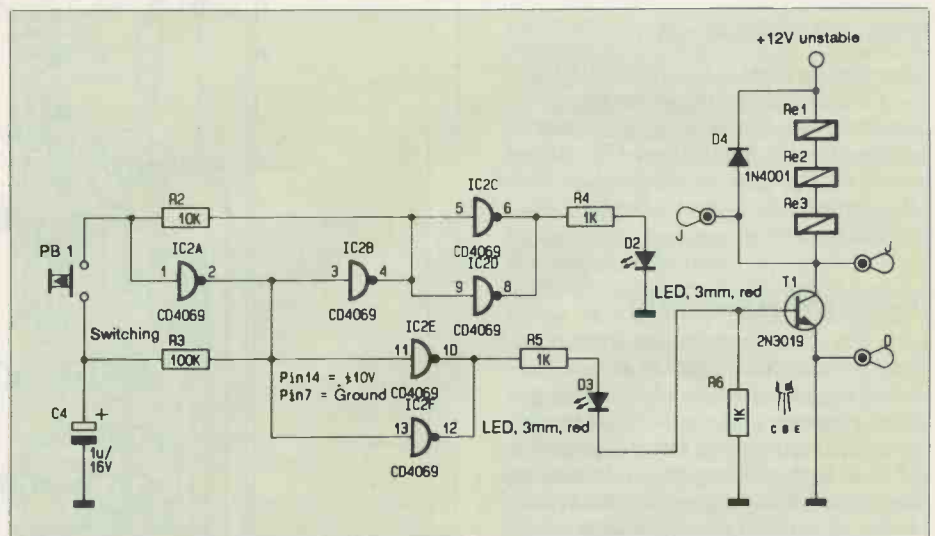 +12V unstable
Re1
D4
1N4001
Re2
Re3
J
J
IC2C
R2
10K
5 6
R4
1K
CD4069
PB 1
IC2A
1 2
CD4069
IC2B
3 4
CD4069
IC2D
9 8
CD4069
D2
LED, 3mm, red
T1
2N3019
D
Switching
R3
100K
IC2E
11 10
CD4069
R5
1K
Pin14 = +10V
Pin7 = Ground
IC2F
13 12
CD4069
D3
LED, 3mm, red
R6
1K
C B E
C4 +
1u/
16V